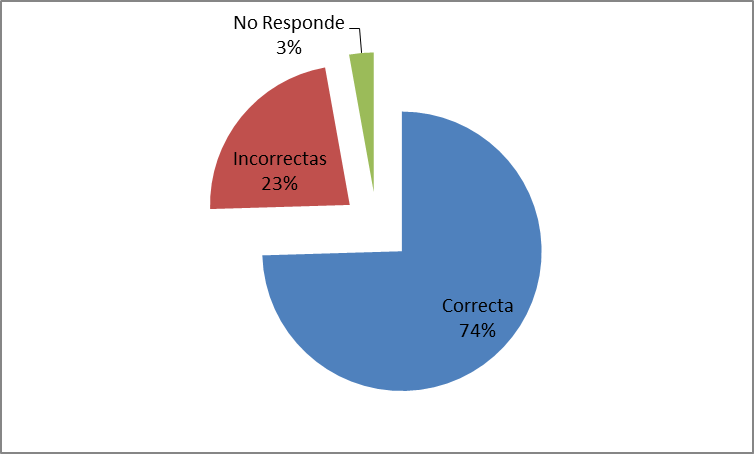 No Responde
3%
Incorrectas
23%
Correcta
74%